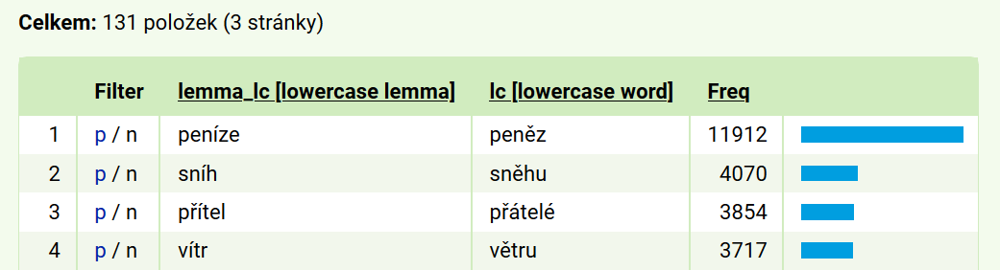 Celkem: 131 položek (3 stránky)
Filter lemma_lc [lowercase lemma] lc [lowercase word] Freq
1 p / n peníze peněz 11912
2 p / n sníh sněhu 4070
3 p / n přítel přátelé 3854
4 p / n vítr větru 3717